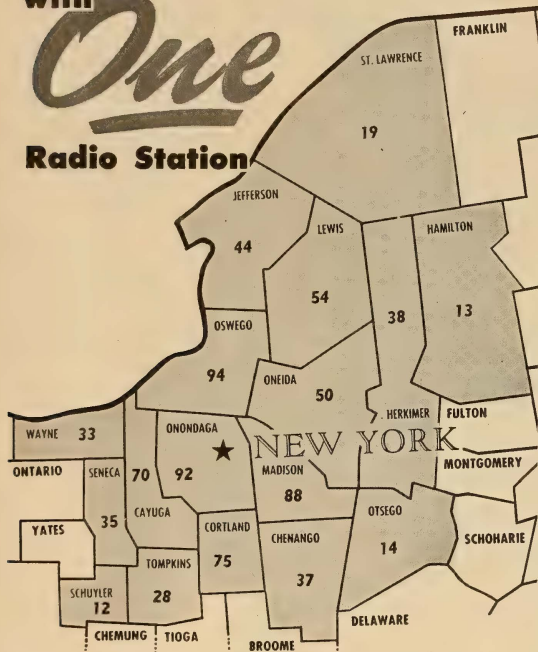 with
One
Radio Station
FRANKLIN
ST. LAWRENCE
19
JEFFERSON
44
LEWIS
54
HAMILTON
13
38
OSWEGO
94
ONEIDA
50
HERKIMER
FULTON
WAYNE 33
ONONDAGA
92
NEW YORK
MONTGOMERY
ONTARIO
SENECA
35
70
CAYUGA
MADISON
88
YATES
CORTLAND
75
CHENANGO
37
OTSEGO
14
SCHOHARIE
TOMPKINS
28
SCHUYLER
12
DELAWARE
CHEMUNG
TIOGA
BROOME